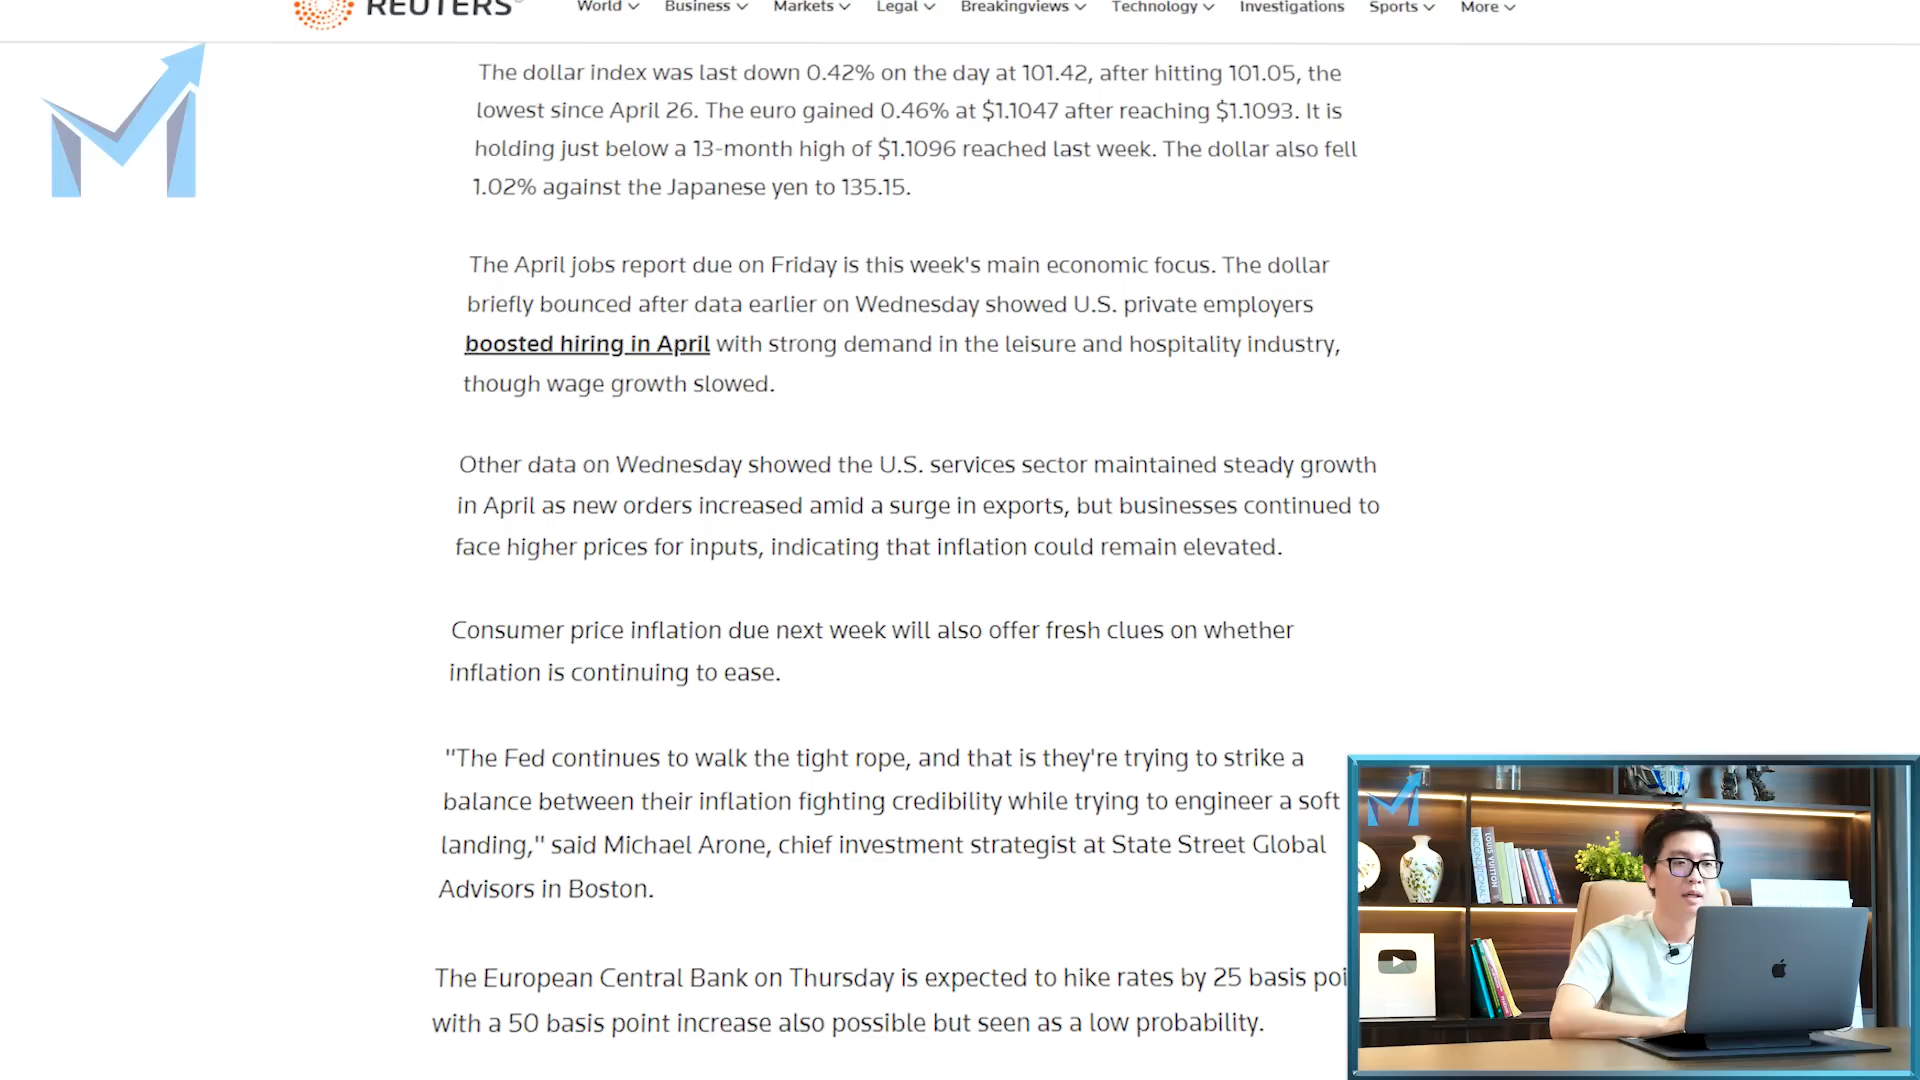 REUTERS
World Business Markets Legal Breakingviews Technology Investigations Sports More
The dollar index was last down 0.42% on the day at 101.42, after hitting 101.05, the
lowest since April 26. The euro gained 0.46% at $1.1047 after reaching $1.1093. It is
holding just below a 13-month high of $1.1096 reached last week. The dollar also fell
1.02% against the Japanese yen to 135.15.
The April jobs report due on Friday is this week's main economic focus. The dollar
briefly bounced after data earlier on Wednesday showed U.S. private employers
boosted hiring in April with strong demand in the leisure and hospitality industry,
though wage growth slowed.
Other data on Wednesday showed the U.S. services sector maintained steady growth
in April as new orders increased amid a surge in exports, but businesses continued to
face higher prices for inputs, indicating that inflation could remain elevated.
Consumer price inflation due next week will also offer fresh clues on whether
inflation is continuing to ease.
"The Fed continues to walk the tight rope, and that is they're trying to strike a
balance between their inflation fighting credibility while trying to engineer a soft
landing," said Michael Arone, chief investment strategist at State Street Global
Advisors in Boston.
The European Central Bank on Thursday is expected to hike rates by 25 basis poi
with a 50 basis point increase also possible but seen as a low probability.
UNCONDITIONAL
LOUIS VUITTON